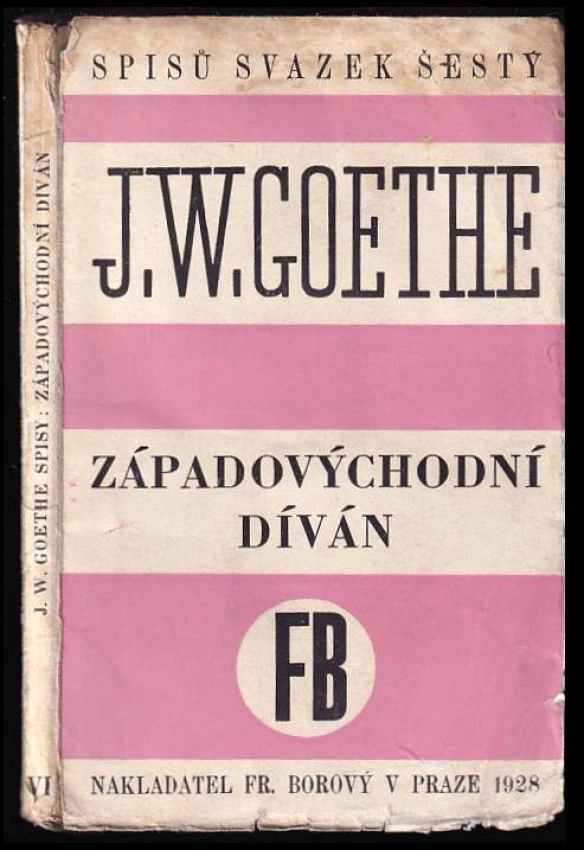 SPISŮ SVAZEK ŠESTÝ
J.W.GOETHE
ZÁPADOVÝCHODNÍ
DÍVÁN
FB
NAKLADATEL FR. BOROVÝ V PRAZE 1928
J. W. GOETHE SPISY: ZÁPADOVÝCHODNÍ DÍVÁN
VI